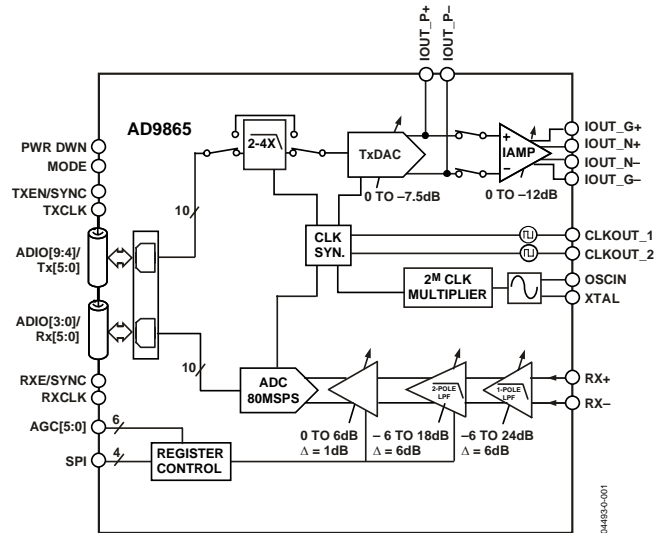 IOUT_P+
IOUT_P–
AD9865
PWR DWN
MODE
TXEN/SYNC
TXCLK
ADIO[9:4]/
Tx[5:0]
ADIO[3:0]/
Rx[5:0]
RXE/SYNC
RXCLK
AGC[5:0]
SPI
10
10
6
4
2-4X
TxDAC
0 TO –7.5dB
+
–
IAMP
0 TO –12dB
IOUT_G+
IOUT_N+
IOUT_N–
IOUT_G–
CLK
SYN.
CLKOUT_1
CLKOUT_2
2M CLK
MULTIPLIER
OSCIN
XTAL
ADC
80MSPS
2-POLE
LPF
1-POLE
LPF
RX+
RX–
0 TO 6dB
Δ = 1dB
– 6 TO 18dB
Δ = 6dB
–6 TO 24dB
Δ = 6dB
REGISTER
CONTROL
04493-0-001